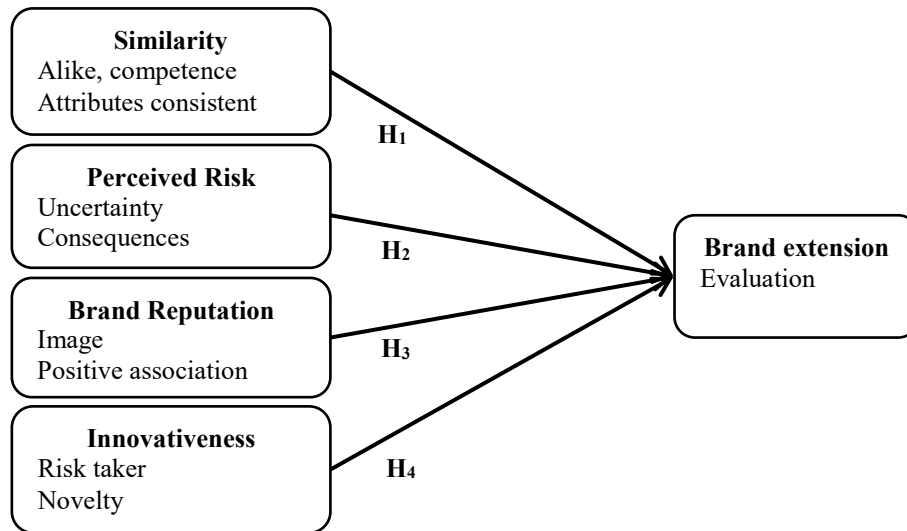 Similarity
Alike, competence
Attributes consistent
H1
Perceived Risk
Uncertainty
Consequences
H2
Brand Reputation
Image
Positive association
H3
Innovativeness
Risk taker
Novelty
H4
Brand extension
Evaluation